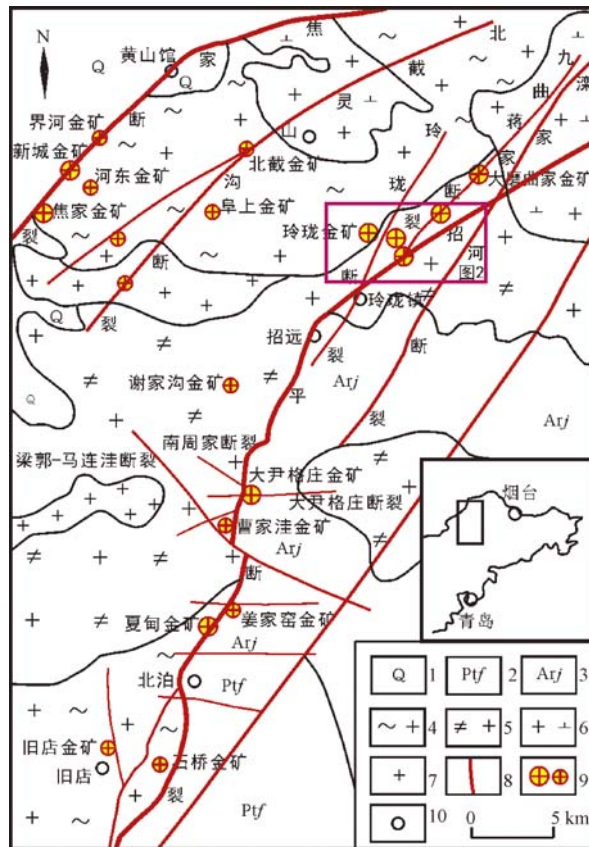 N
Q
黄山馆
Q
焦
家
断
裂
北
截
灵
山
沟
断
裂
玲
珑
断
裂
九
曲
蒋
家
断
裂
滦
家
河
断
裂
招
平
断
裂
界河金矿
新城金矿
河东金矿
焦家金矿
北截金矿
阜上金矿
大磨曲家金矿
玲珑金矿
图2
玲珑镇
招远
Q
Q
谢家沟金矿
Arj
Arj
南周家断裂
梁郭-马连洼断裂
大尹格庄金矿
大尹格庄断裂
曹家洼金矿
Arj
姜家窑金矿
夏甸金矿
Arj
北泊
Ptf
旧店金矿
旧店
石桥金矿
Ptf
烟台
青岛
Q 1 Ptf 2 Arj 3
4 5 6
7 8 9
10 0 5 km